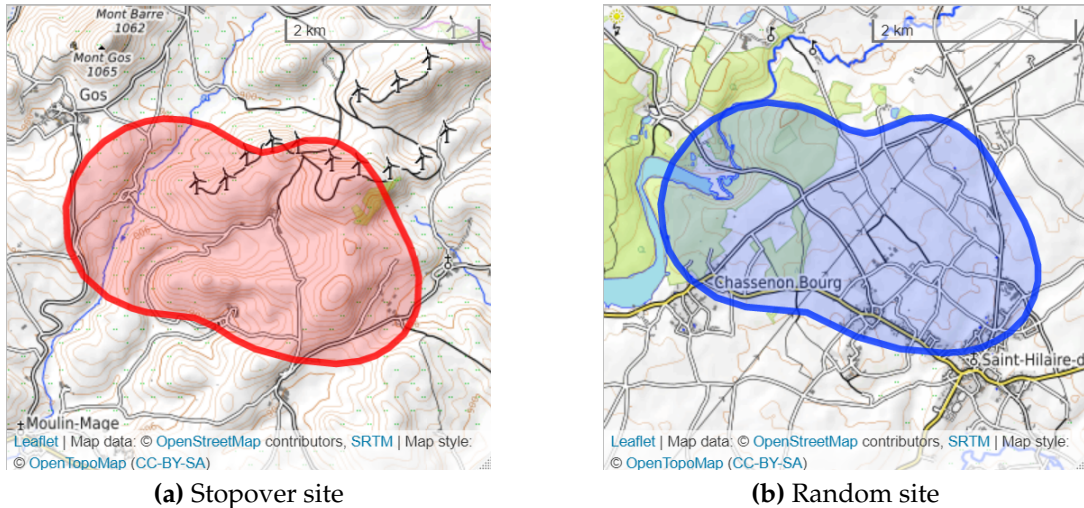 Mont Barre
1062
2 km
Mont Gos
1065
Gos
Moulin-Mage
Leaflet | Map data: © OpenStreetMap contributors, SRTM | Map style:
© OpenTopoMap (CC-BY-SA)
(a) Stopover site
2 km
Chassenon Bourg
Saint-Hilaire-d
Leaflet | Map data: © OpenStreetMap contributors, SRTM | Map style:
© OpenTopoMap (CC-BY-SA)
(b) Random site